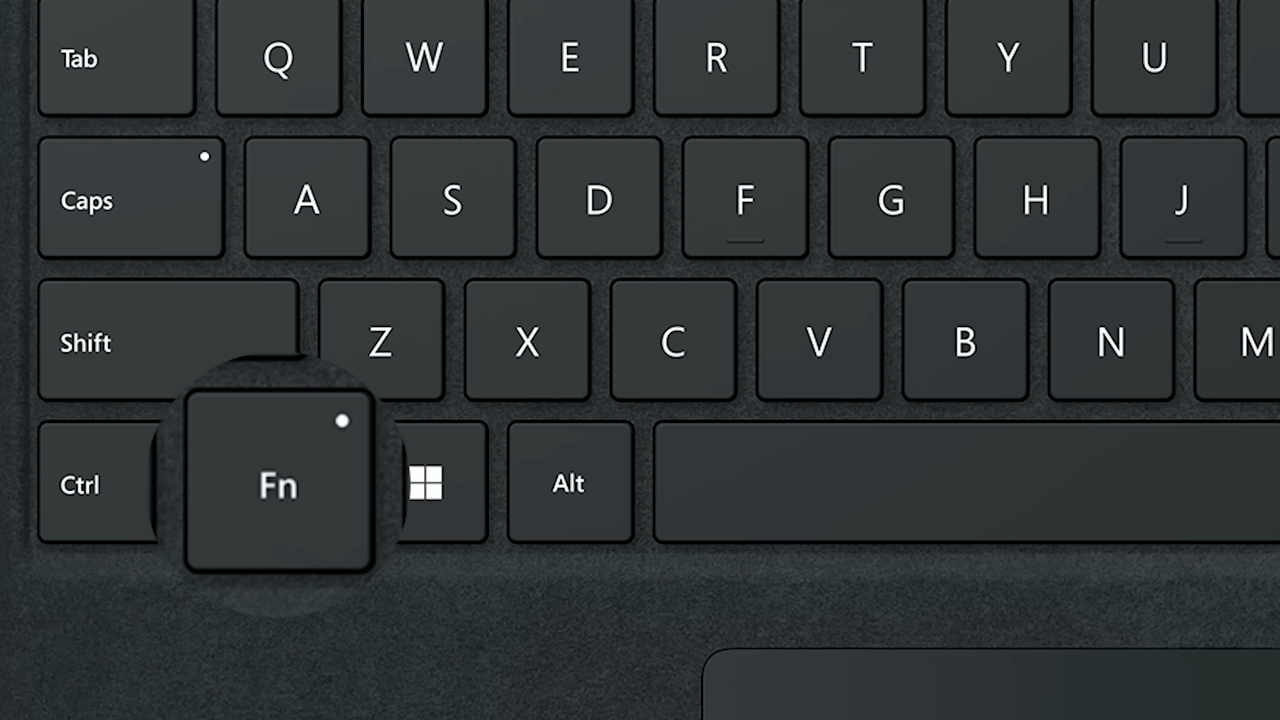 Tab Q W E R T Y U
Caps A S D F G H J
Shift Z X C V B N M
Ctrl Fn Alt